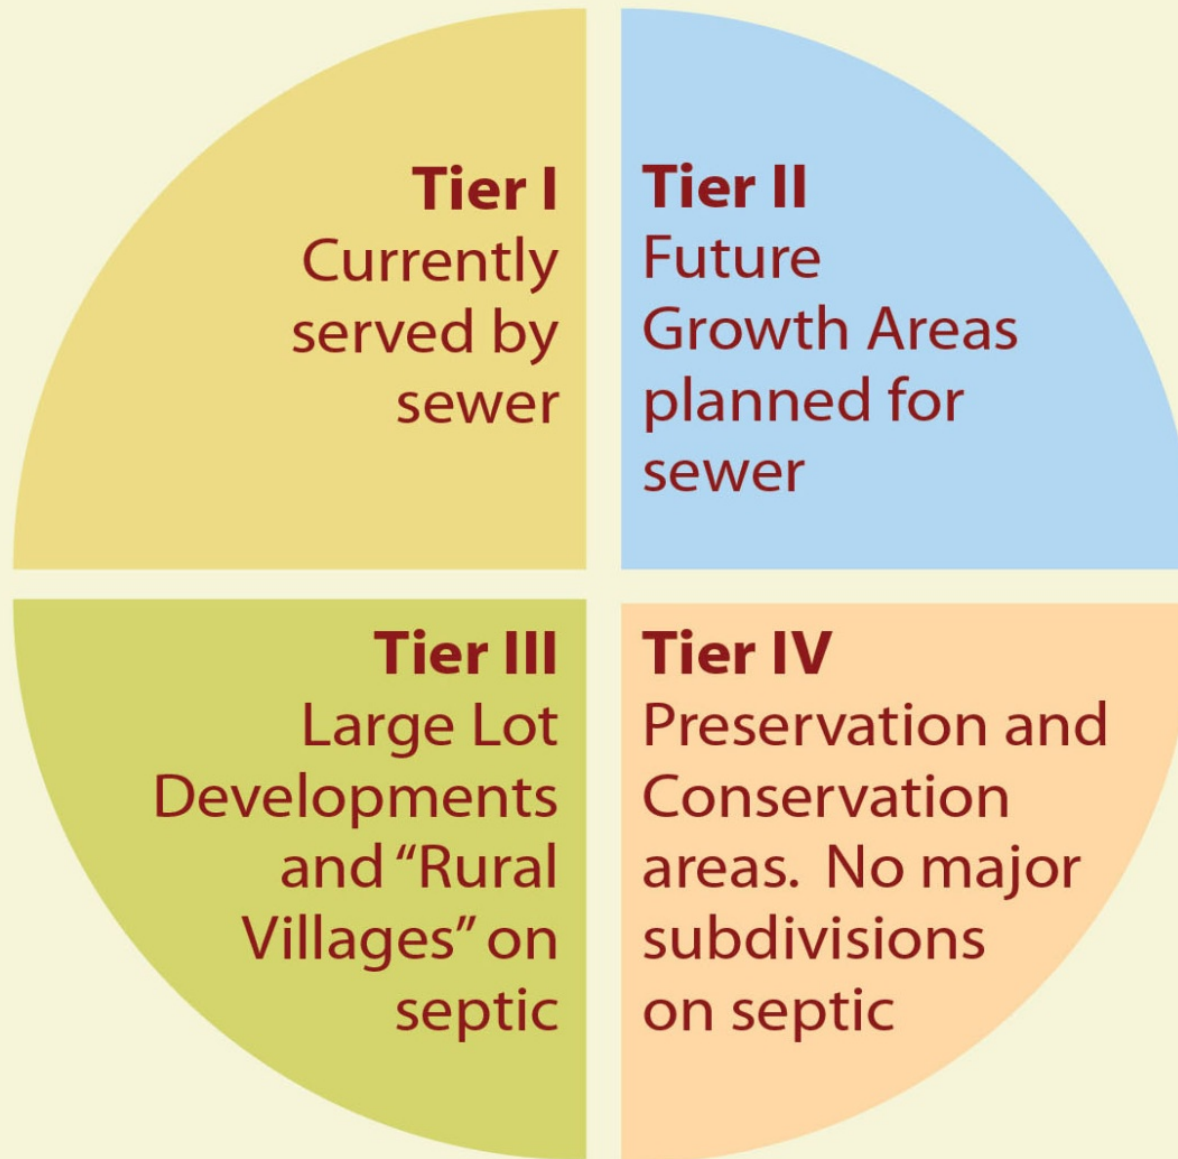 Tier I
Currently
served by
sewer
Tier II
Future
Growth Areas
planned for
sewer
Tier III
Large Lot
Developments
and “Rural
Villages” on
septic
Tier IV
Preservation and
Conservation
areas.  No major
subdivisions
on septic